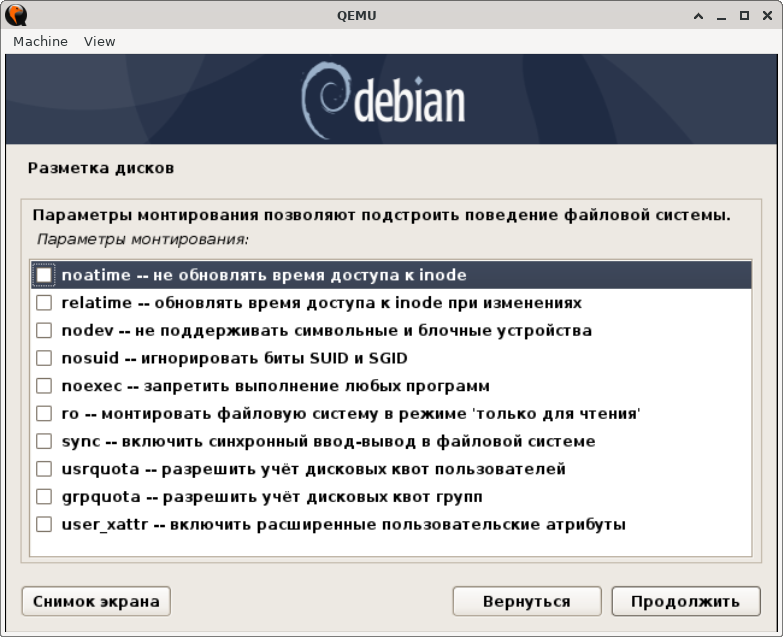 QEMU
Machine View
debian
Разметка дисков
Параметры монтирования позволяют подстроить поведение файловой системы.
Параметры монтирования:
noatime -- не обновлять время доступа к inode
relatime -- обновлять время доступа к inode при изменениях
nodev -- не поддерживать символьные и блочные устройства
nosuid -- игнорировать биты SUID и SGID
noexec -- запретить выполнение любых программ
ro -- монтировать файловую систему в режиме 'только для чтения'
sync -- включить синхронный ввод-вывод в файловой системе
usrquota -- разрешить учёт дисковых квот пользователей
grpquota -- разрешить учёт дисковых квот групп
user_xattr -- включить расширенные пользовательские атрибуты
Снимок экрана Вернуться Продолжить